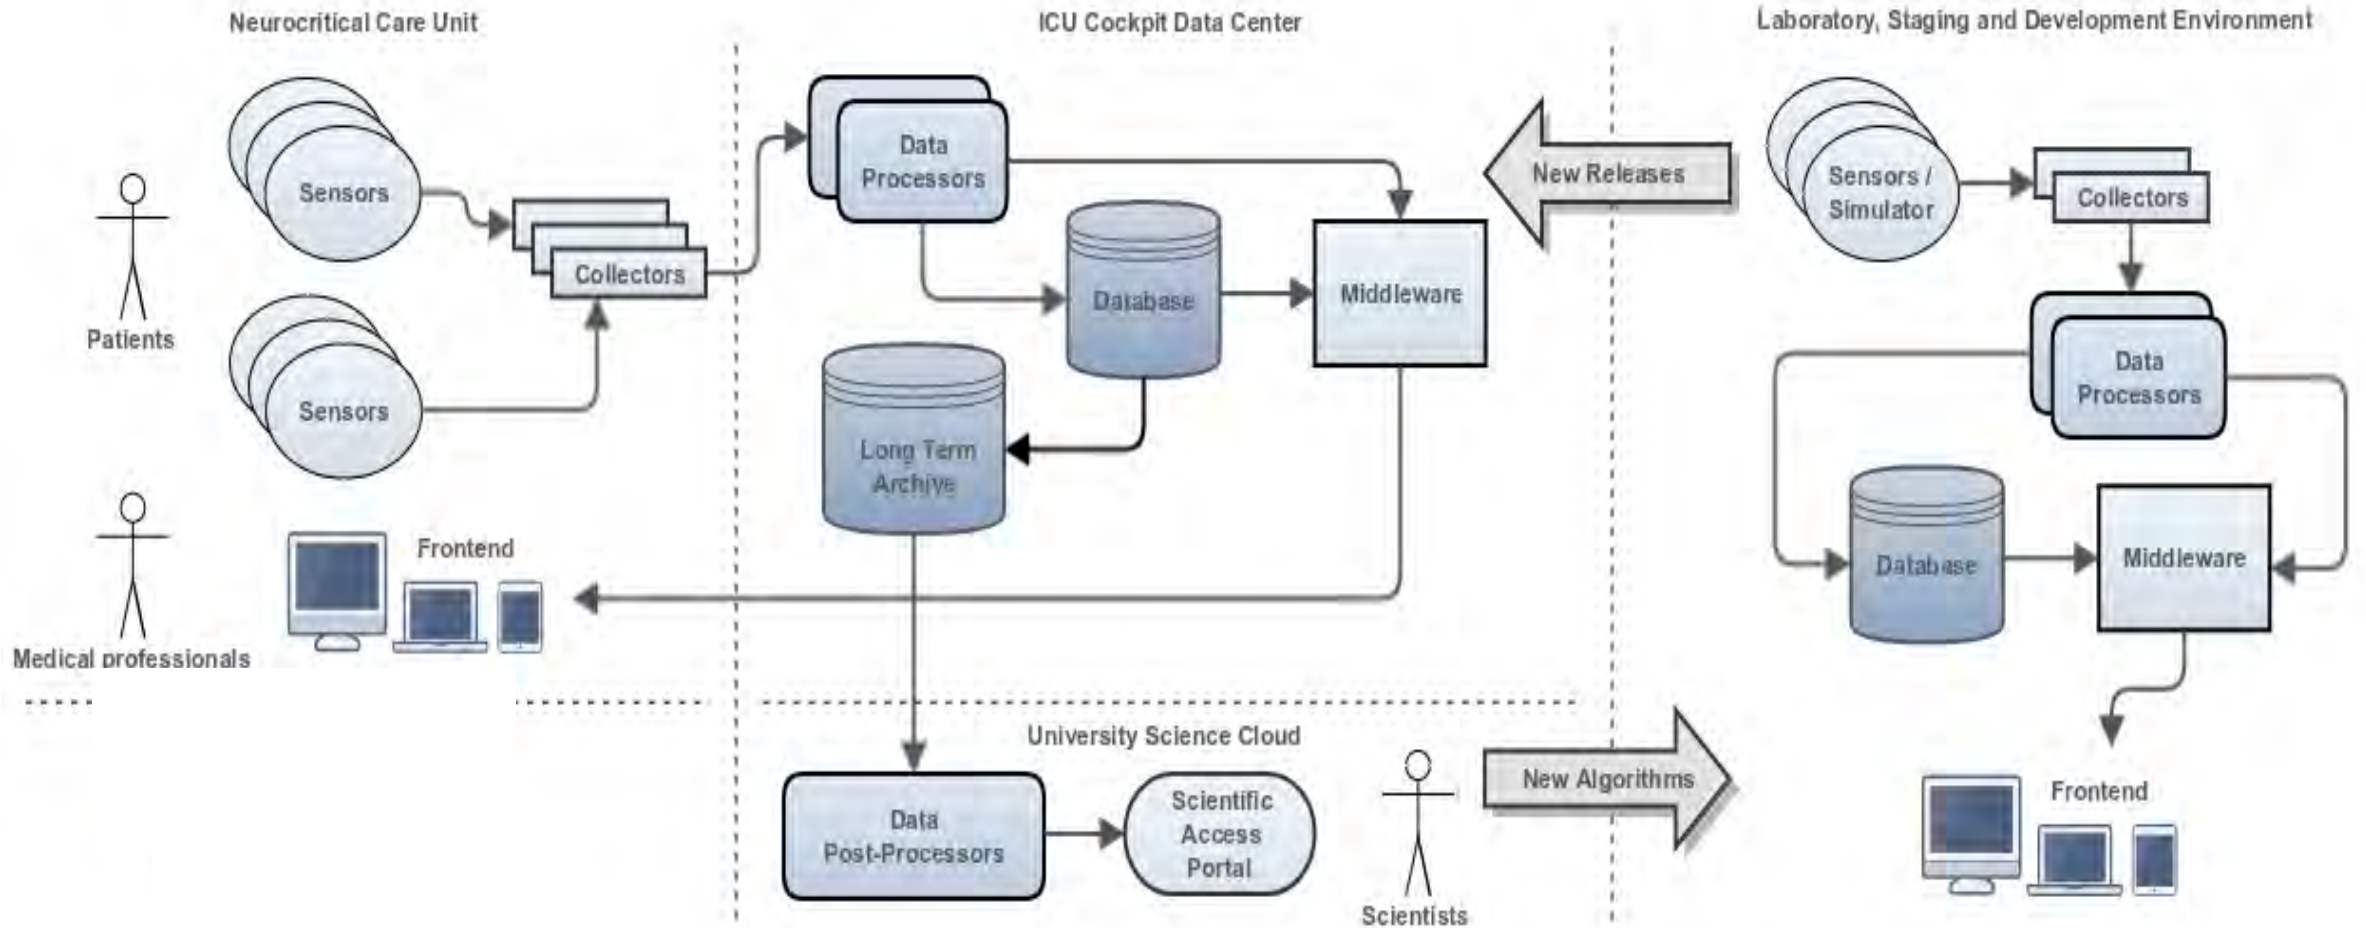 Neurocritical Care Unit
ICU Cockpit Data Center
Laboratory, Staging and Development Environment
Sensors
Collectors
Sensors
Patients
Medical professionals
Frontend
Data
Processors
Database
Middleware
Long Term
Archive
New Releases
Sensors /
Simulator
Collectors
Data
Processors
Database
Middleware
Frontend
University Science Cloud
Data
Post-Processors
Scientific
Access
Portal
Scientists
New Algorithms